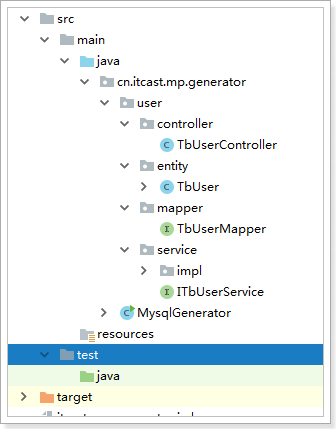 src
main
java
cn.itcast.mp.generator
user
controller
TbUserController
entity
TbUser
mapper
TbUserMapper
service
impl
ITbUserService
MysqlGenerator
resources
test
java
target